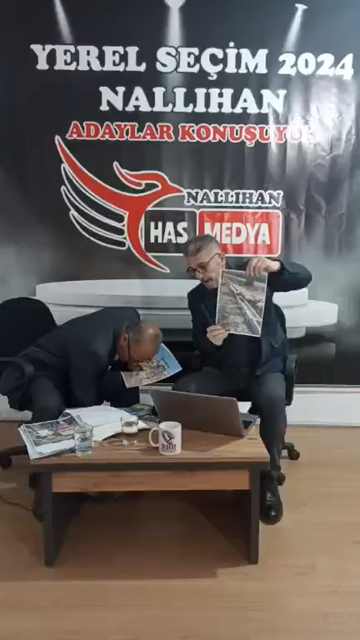 YEREL SEÇİM 2024
NALLIHAN
ADAYLAR KONUŞUYOR
NALLIHAN
HAS MEDYA